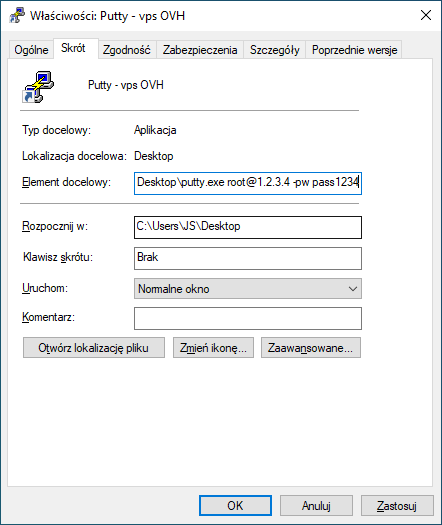 Właściwości: Putty - vps OVH
Ogólne Skrót Zgodność Zabezpieczenia Szczegóły Poprzednie wersje
Putty - vps OVH
Typ docelowy: Aplikacja
Lokalizacja docelowa: Desktop
Element docelowy: Desktop\putty.exe root@1.2.3.4 -pw pass1234
Rozpocznij w: C:\Users\JS\Desktop
Klawisz skrótu: Brak
Uruchom: Normalne okno
Komentarz:
Otwórz lokalizację pliku Zmień ikonę... Zaawansowane...
OK Anuluj Zastosuj